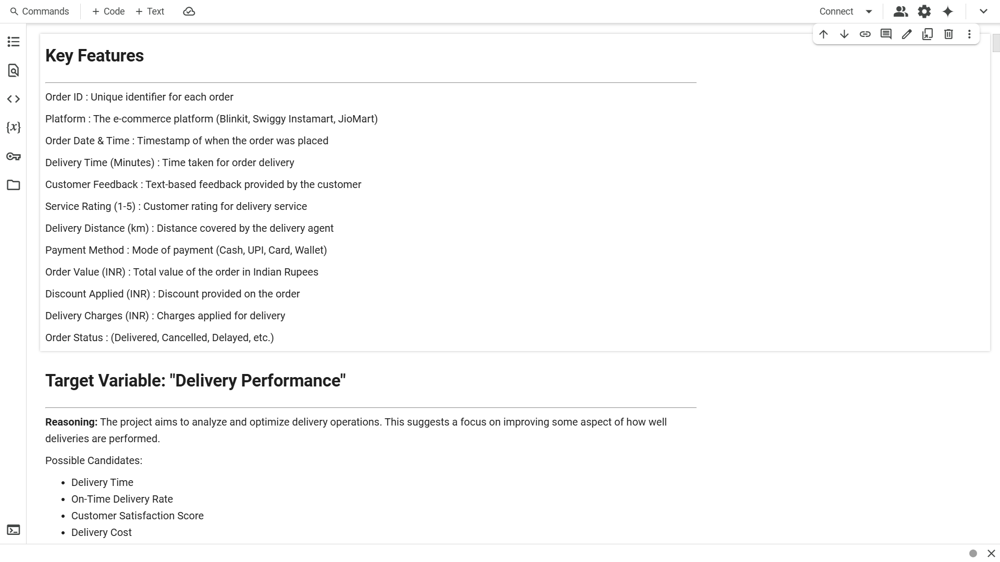 Commands
+ Code + Text
Connect
Key Features
Order ID : Unique identifier for each order
Platform : The e-commerce platform (Blinkit, Swiggy Instamart, JioMart)
Order Date & Time : Timestamp of when the order was placed
Delivery Time (Minutes) : Time taken for order delivery
Customer Feedback : Text-based feedback provided by the customer
Service Rating (1-5) : Customer rating for delivery service
Delivery Distance (km) : Distance covered by the delivery agent
Payment Method : Mode of payment (Cash, UPI, Card, Wallet)
Order Value (INR) : Total value of the order in Indian Rupees
Discount Applied (INR) : Discount provided on the order
Delivery Charges (INR) : Charges applied for delivery
Order Status : (Delivered, Cancelled, Delayed, etc.)
Target Variable: "Delivery Performance"
Reasoning: The project aims to analyze and optimize delivery operations. This suggests a focus on improving some aspect of how well
deliveries are performed.
Possible Candidates:
• Delivery Time
• On-Time Delivery Rate
• Customer Satisfaction Score
• Delivery Cost